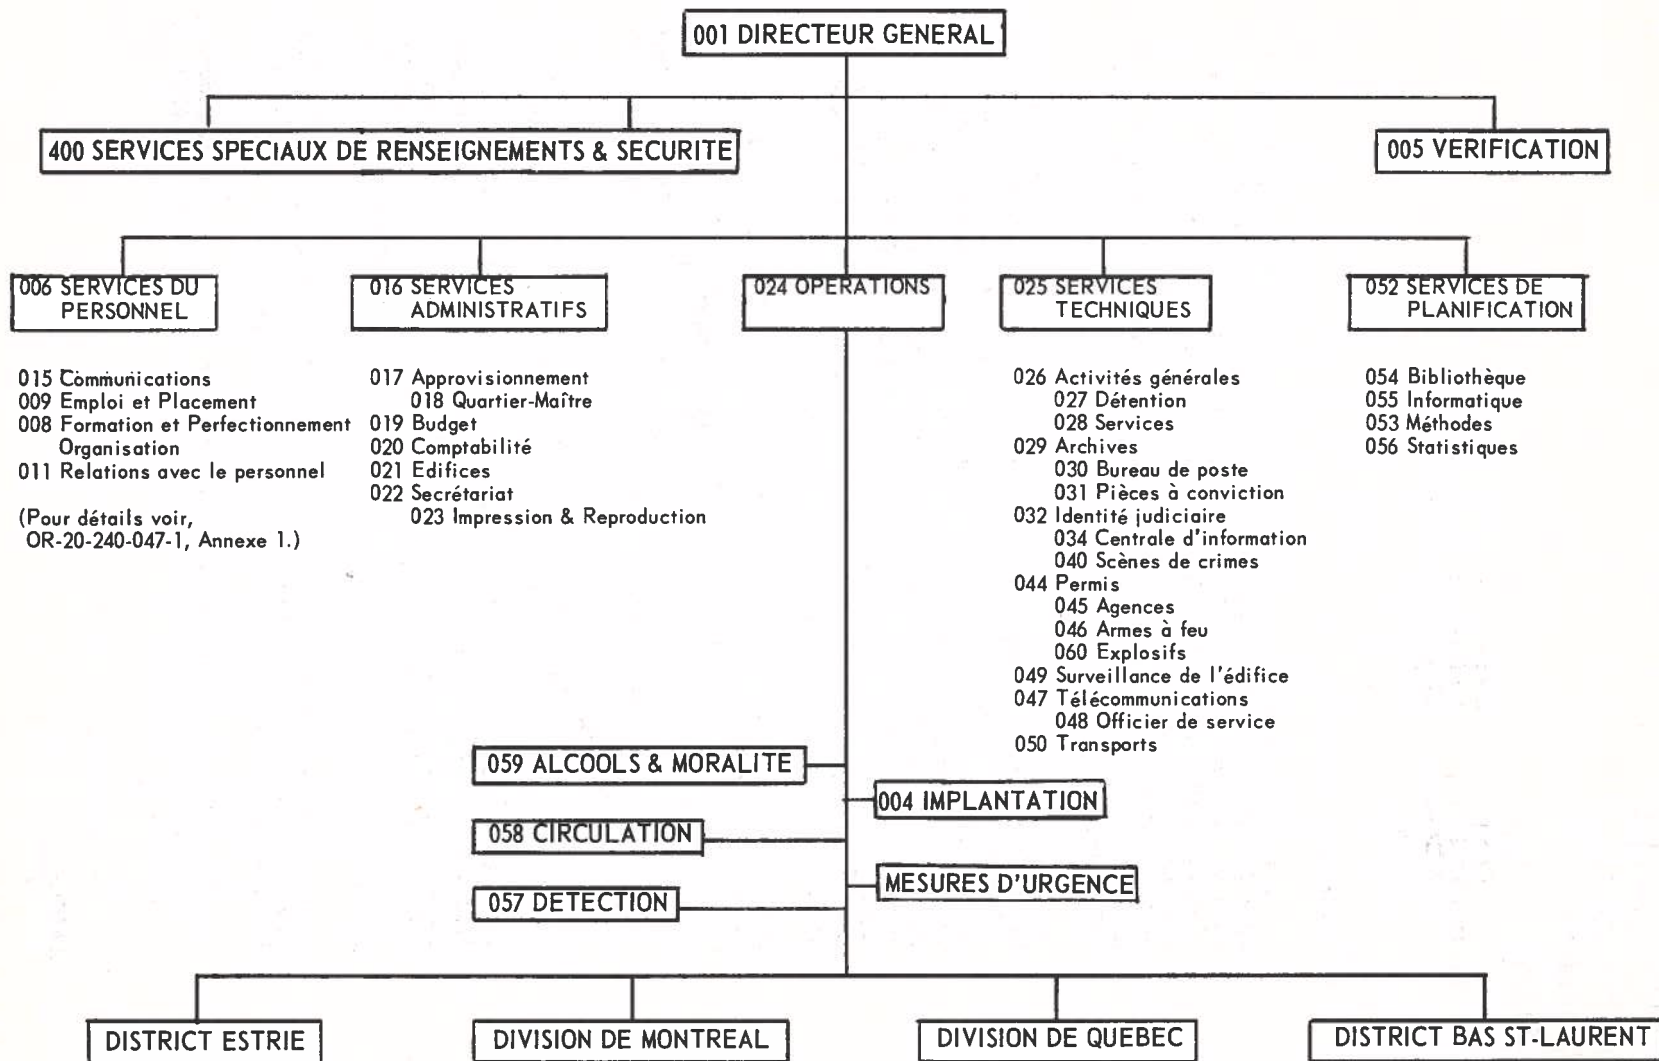 001 DIRECTEUR GENERAL
400 SERVICES SPECIAUX DE RENSEIGNEMENTS & SECURITE
005 VERIFICATION
006 SERVICES DU
PERSONNEL
016 SERVICES
ADMINISTRATIFS
024 OPERATIONS
025 SERVICES
TECHNIQUES
052 SERVICES DE
PLANIFICATION
015 Communications
009 Emploi et Placement
008 Formation et Perfectionnement
Organisation
011 Relations avec le personnel
(Pour détails voir,
OR-20-240-047-1, Annexe 1.)
017 Approvisionnement
018 Quartier-Maître
019 Budget
020 Comptabilité
021 Edifices
022 Secrétariat
023 Impression & Reproduction
026 Activités générales
027 Détention
028 Services
029 Archives
030 Bureau de poste
031 Pièces à conviction
032 Identité judiciaire
034 Centrale d'information
040 Scènes de crimes
044 Permis
045 Agences
046 Armes à feu
060 Explosifs
049 Surveillance de l'édifice
047 Télécommunications
048 Officier de service
050 Transports
054 Bibliothèque
055 Informatique
053 Méthodes
056 Statistiques
059 ALCOOLS & MORALITE
004 IMPLANTATION
058 CIRCULATION
MESURES D'URGENCE
057 DETECTION
DISTRICT ESTRIE
DIVISION DE MONTREAL
DIVISION DE QUEBEC
DISTRICT BAS ST-LAURENT